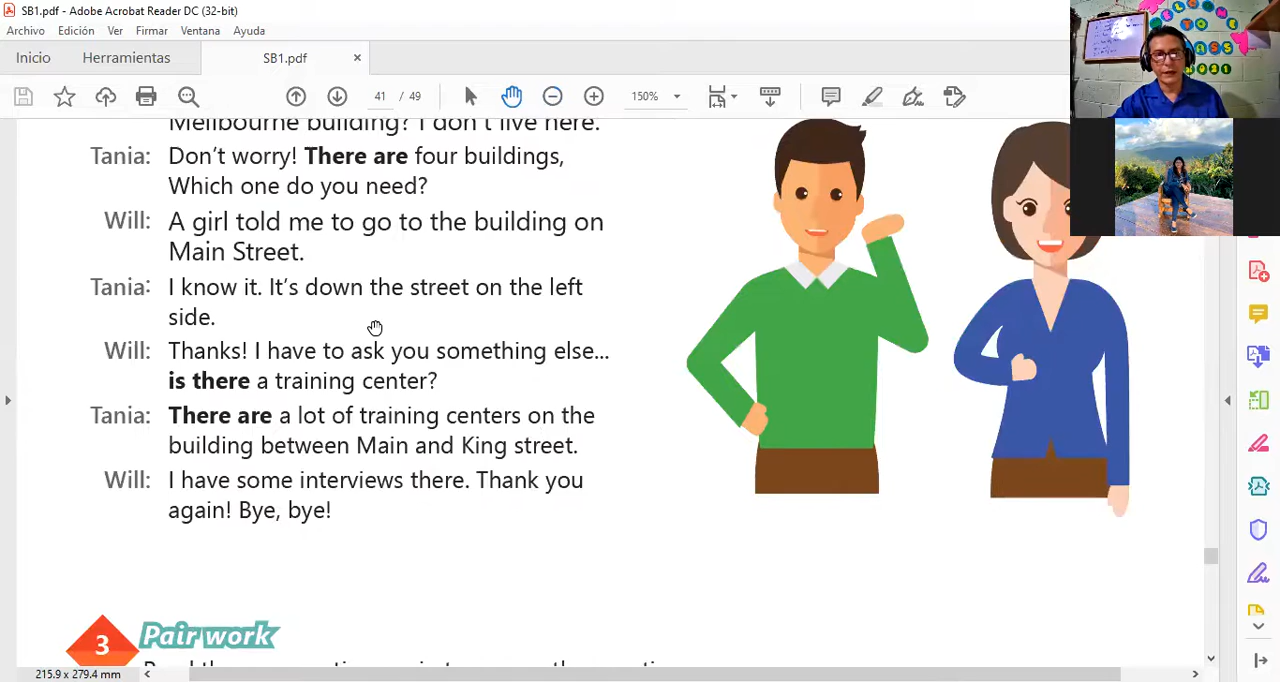 SB1.pdf - Adobe Acrobat Reader DC (32-bit)
Archivo Edición Ver Firmar Ventana Ayuda
Inicio Herramientas SB1.pdf ×
41 / 49 150%
Mellbourne building? I don't live here.
Tania: Don't worry! There are four buildings,
Which one do you need?
Will: A girl told me to go to the building on
Main Street.
Tania: I know it. It's down the street on the left
side.
Will: Thanks! I have to ask you something else...
is there a training center?
Tania: There are a lot of training centers on the
building between Main and King street.
Will: I have some interviews there. Thank you
again! Bye, bye!
3 Pair work
215.9 x 279.4 mm